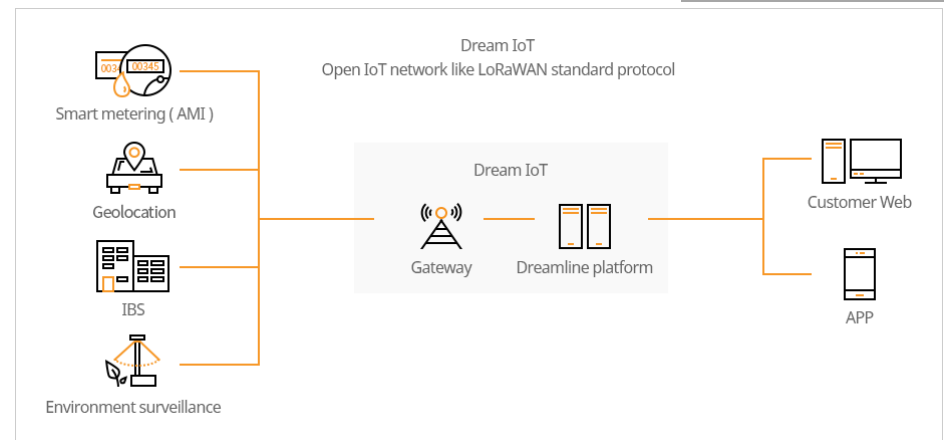 Dream IoT
Open IoT network like LoRaWAN standard protocol
00345
Smart metering ( AMI )
Geolocation
IBS
Environment surveillance
Dream IoT
Gateway
Dreamline platform
Customer Web
APP